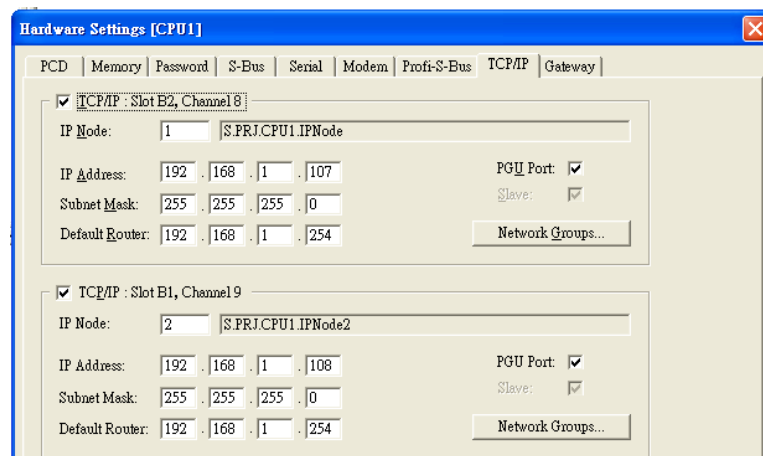 Hardware Settings [CPU1]
PCD Memory Password S-Bus Serial Modem Profi-S-Bus TCP/IP Gateway
TCP/IP : Slot B2, Channel 8
IP Node: 1 S.PRJ.CPU1.IPNode
IP Address: 192 . 168 . 1 . 107 PGU Port:
Subnet Mask: 255 . 255 . 255 . 0 Slave:
Default Router: 192 . 168 . 1 . 254 Network Groups...
TCP/IP : Slot B1, Channel 9
IP Node: 2 S.PRJ.CPU1.IPNode2
IP Address: 192 . 168 . 1 . 108 PGU Port:
Subnet Mask: 255 . 255 . 255 . 0 Slave:
Default Router: 192 . 168 . 1 . 254 Network Groups...